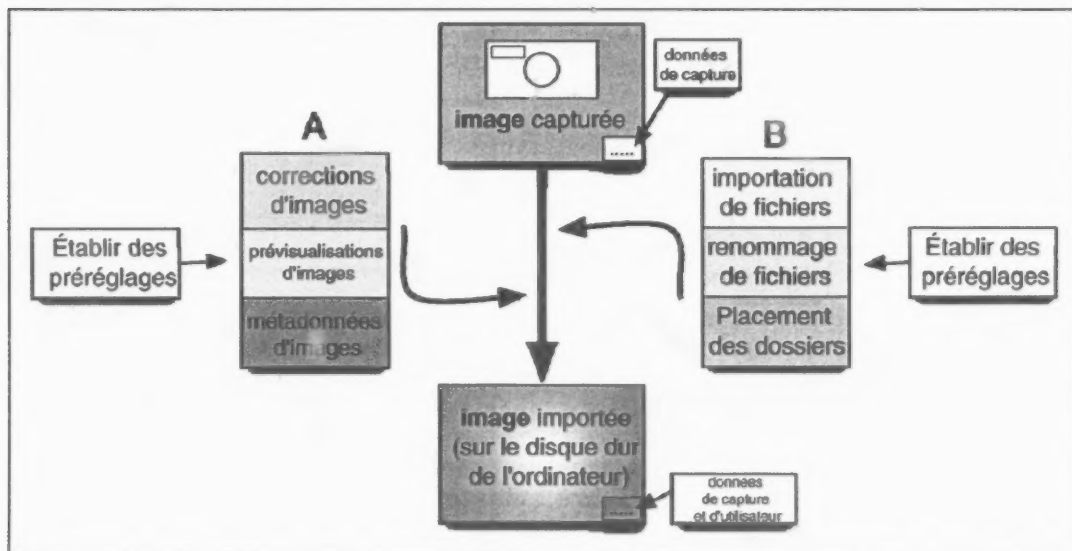 données
de capture
image capturée
.....
A
corrections
d'images
prévisualisations
d'images
métadonnées
d'images
Établir des
préréglages
B
importation
de fichiers
renommage
de fichiers
Placement
des dossiers
Établir des
préréglages
image importée
(sur le disque dur
de l'ordinateur)
.....
données
de capture
et d'utilisateur